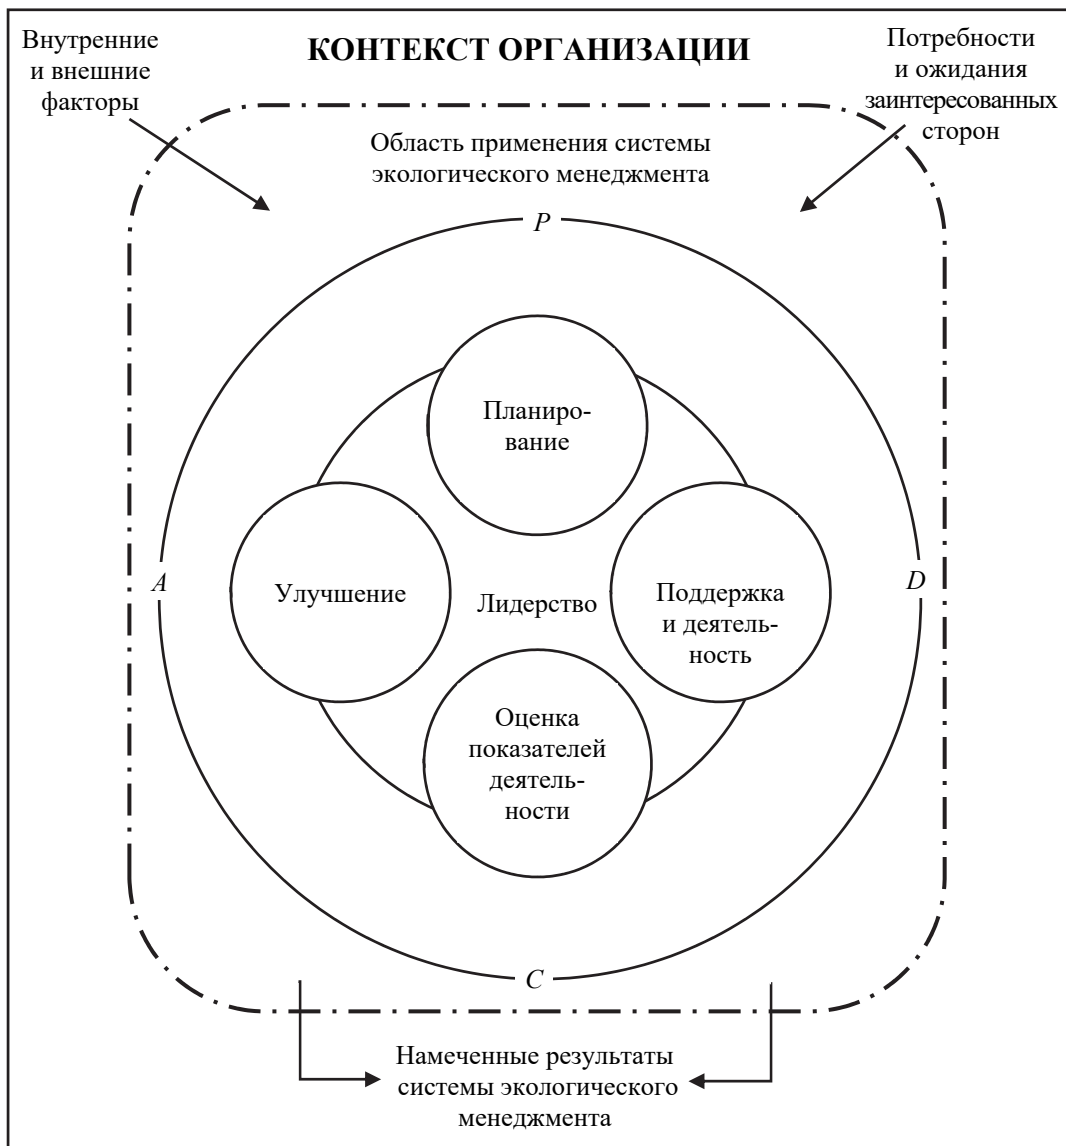 КОНТЕКСТ ОРГАНИЗАЦИИ
Внутренние
и внешние
факторы
Потребности
и ожидания
заинтересованных
сторон
Область применения системы
экологического менеджмента
P
Планиро-
вание
A
Улучшение
Лидерство
Поддержка
и деятель-
ность
D
Оценка
показателей
деятель-
ности
C
Намеченные результаты
системы экологического
менеджмента